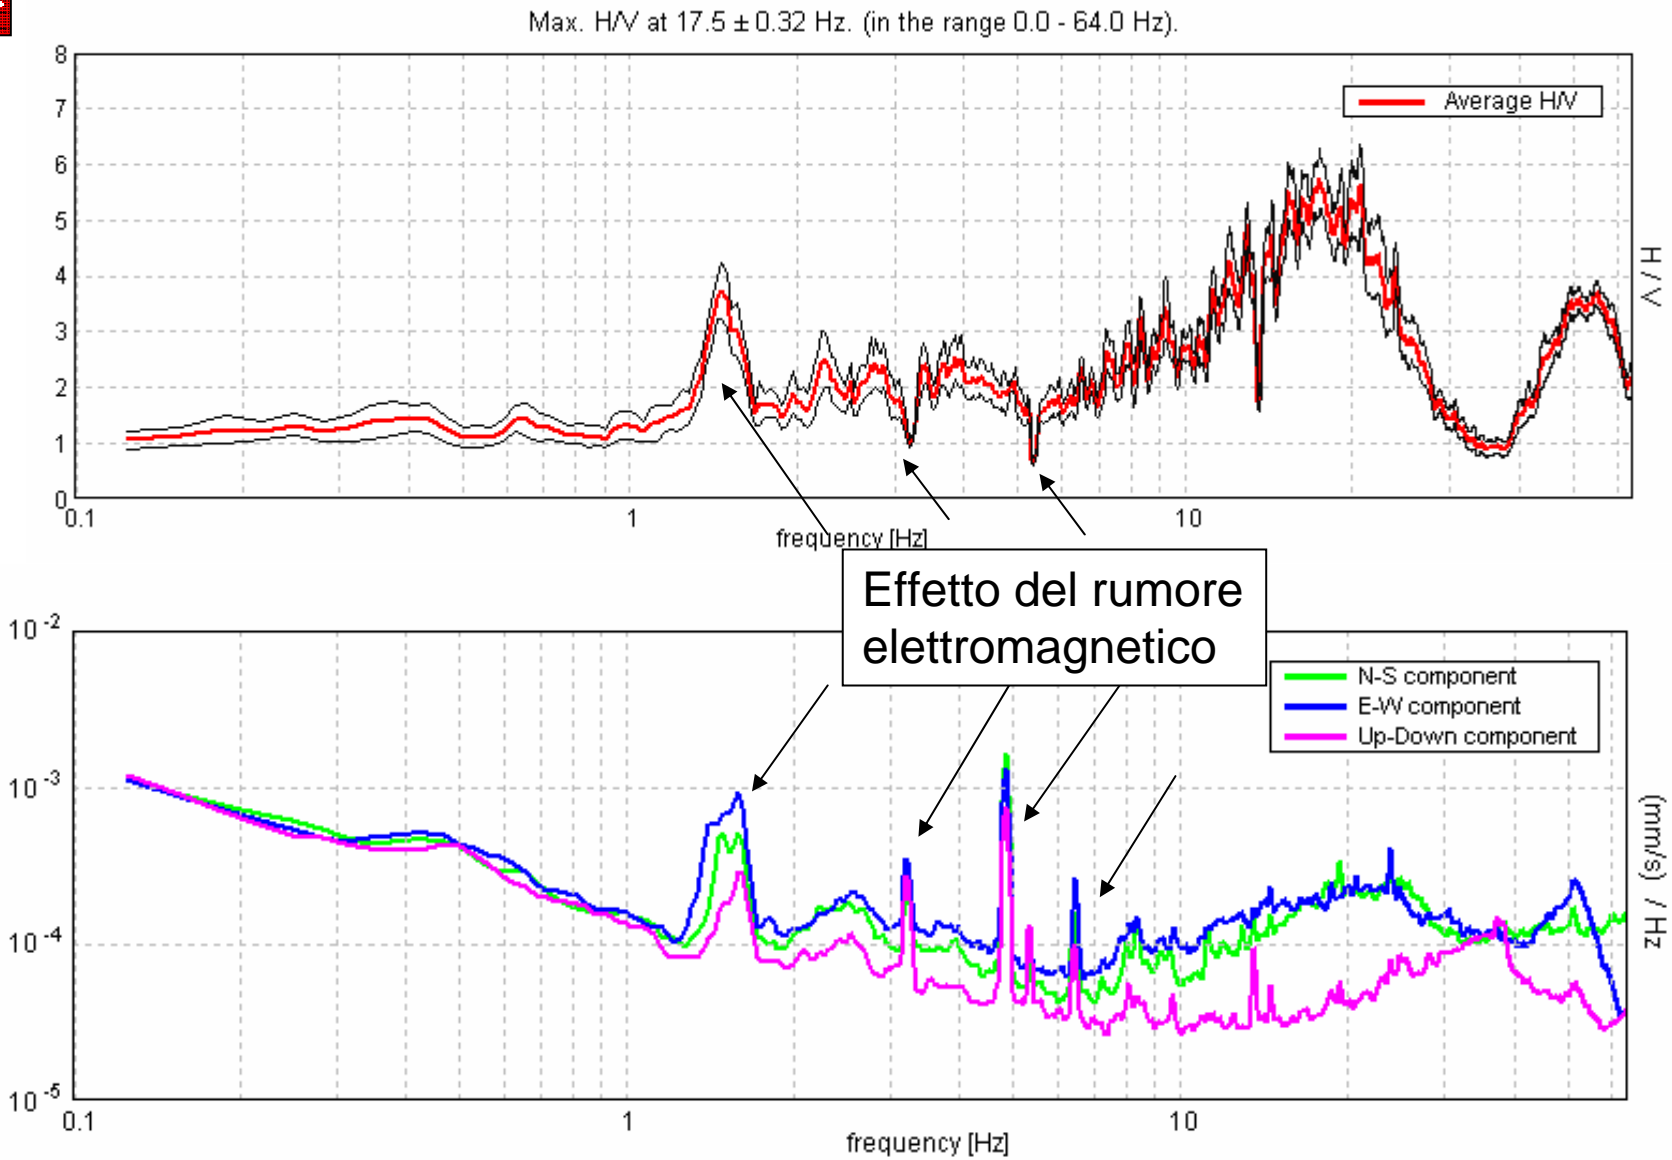 Max. H/V at 17.5 ± 0.32 Hz. (in the range 0.0 - 64.0 Hz).
8
7
6
5
4
3
2
1
0
Average H/V
H / V
0.1
1
10
frequency [Hz]
Effetto del rumore
elettromagnetico
10 -2
10 -3
10 -4
10 -5
N-S component
E-W component
Up-Down component
(mm/s) / Hz
0.1
1
10
frequency [Hz]